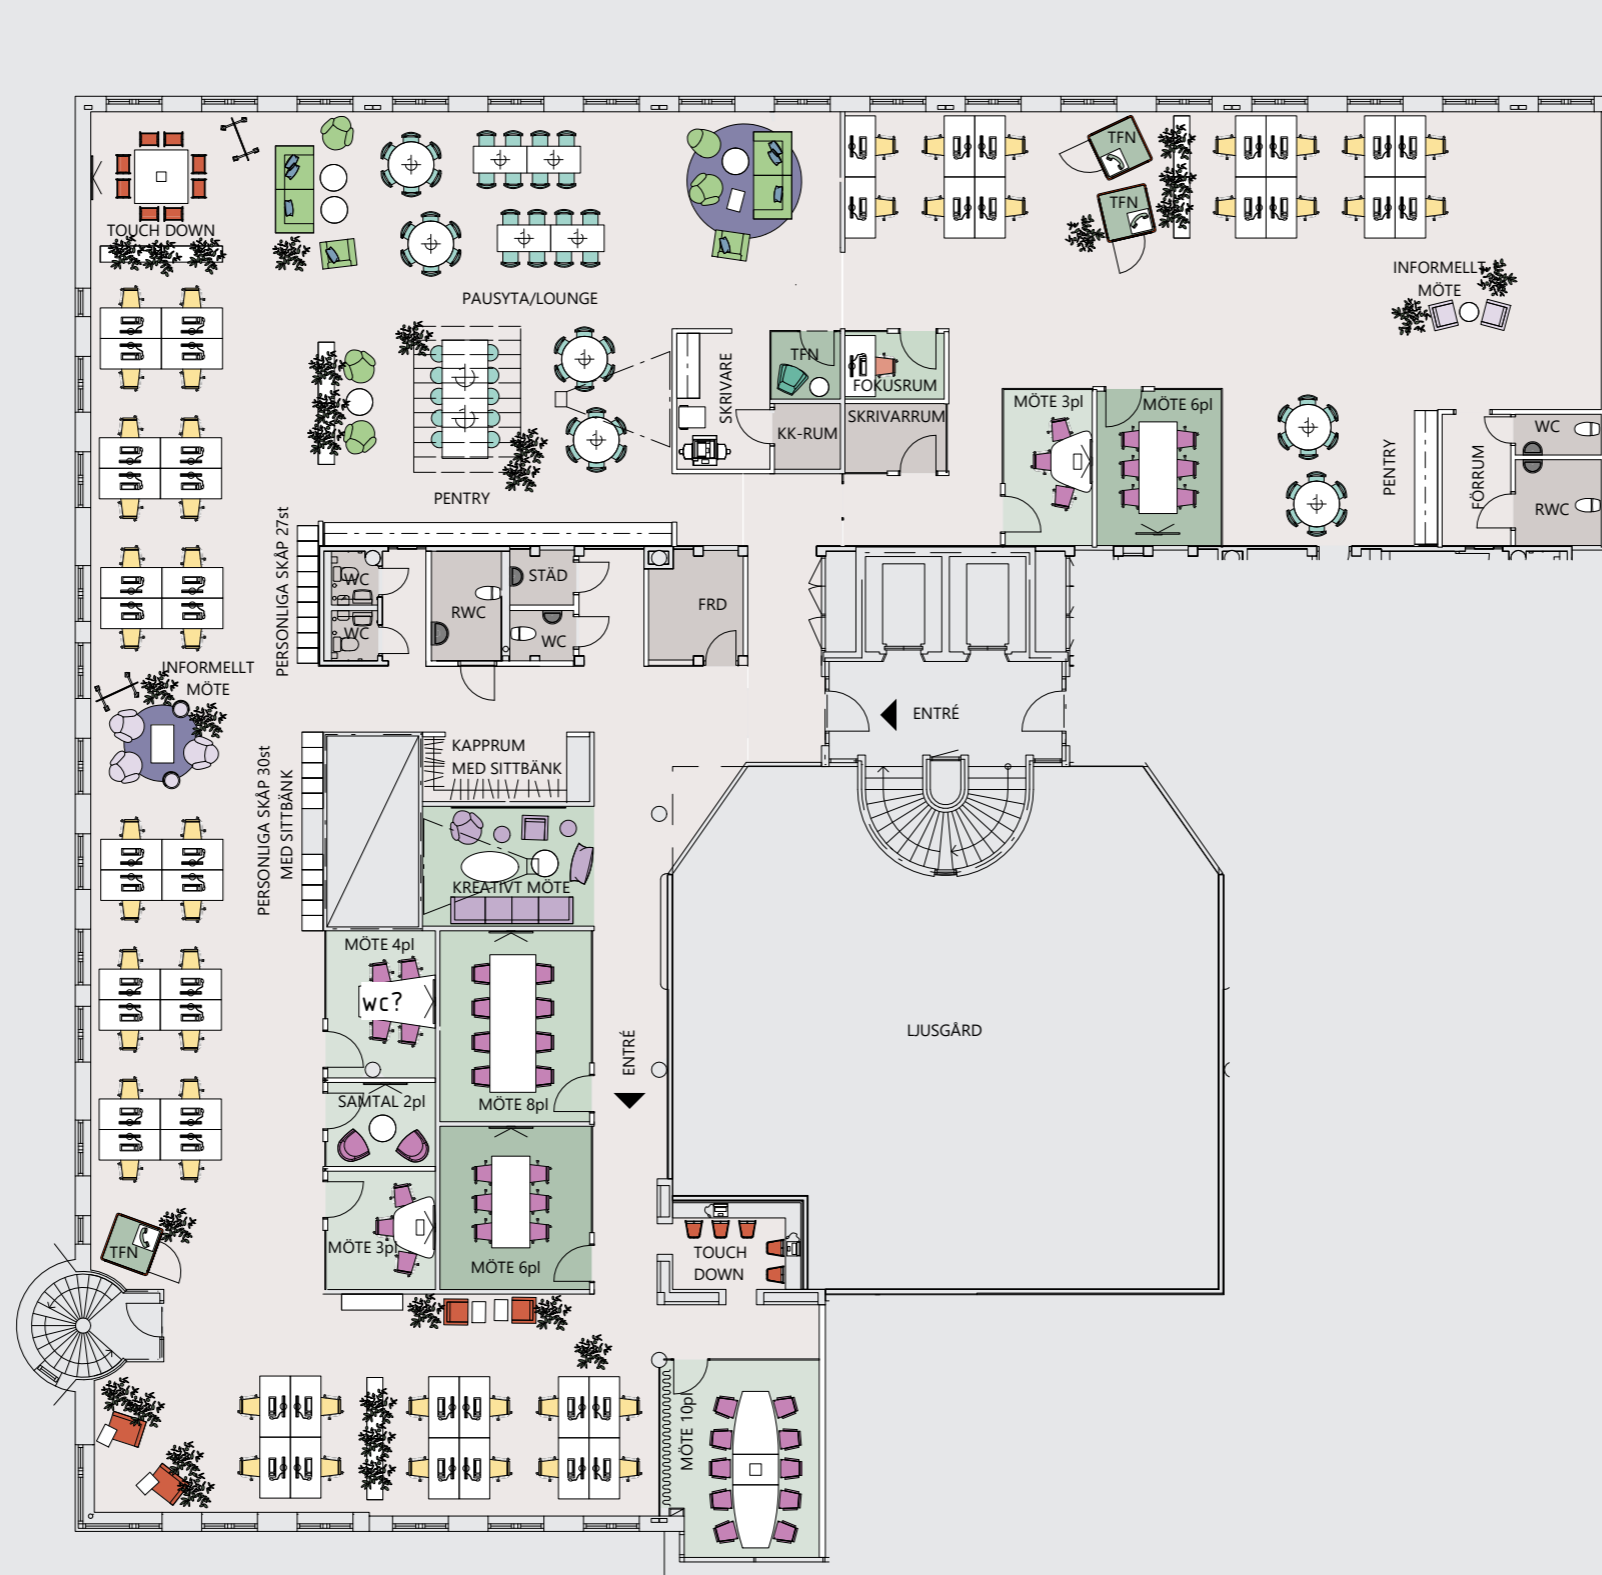 TFN
TFN
TOUCH DOWN
PAUSYTA/LOUNGE
INFORMELLT
MÖTE
SKRIVARE
TFN
FOKUSRUM
KK-RUM
SKRIVARRUM
MÖTE 3pl
MÖTE 6pl
PENTRY
FÖRRUM
WC
RWC
PENTRY
PERSONLIGA SKÅP 27st
WC
WC
RWC
STÄD
WC
FRD
INFORMELLT
MÖTE
ENTRÉ
PERSONLIGA SKÅP 30st
MED SITTBÄNK
KAPPRUM
MED SITTBÄNK
KREATIVT MÖTE
MÖTE 4pl
wc?
MÖTE 8pl
SAMTAL 2pl
MÖTE 3pl
MÖTE 6pl
ENTRÉ
LJUSGÅRD
TFN
TOUCH
DOWN
MÖTE 10pl